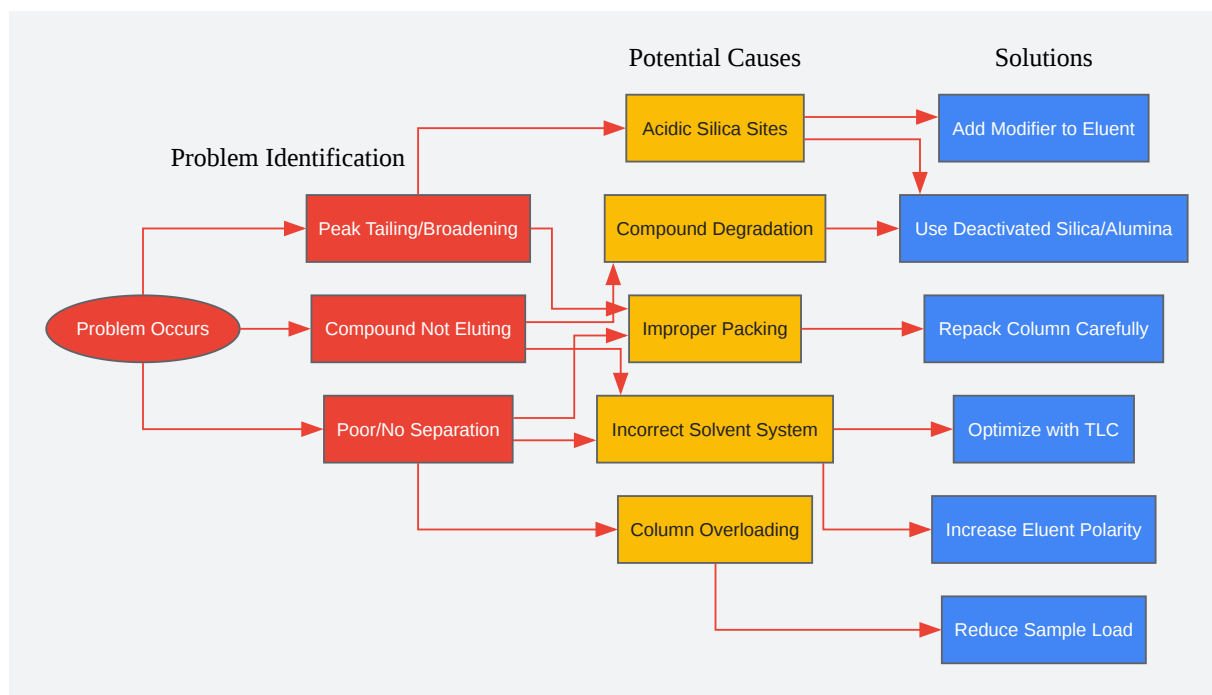 Potential Causes
Solutions
Problem Identification
Acidic Silica Sites
Add Modifier to Eluent
Peak Tailing/Broadening
Compound Degradation
Use Deactivated Silica/Alumina
Problem Occurs
Compound Not Eluting
Improper Packing
Repack Column Carefully
Poor/No Separation
Incorrect Solvent System
Optimize with TLC
Column Overloading
Increase Eluent Polarity
Reduce Sample Load